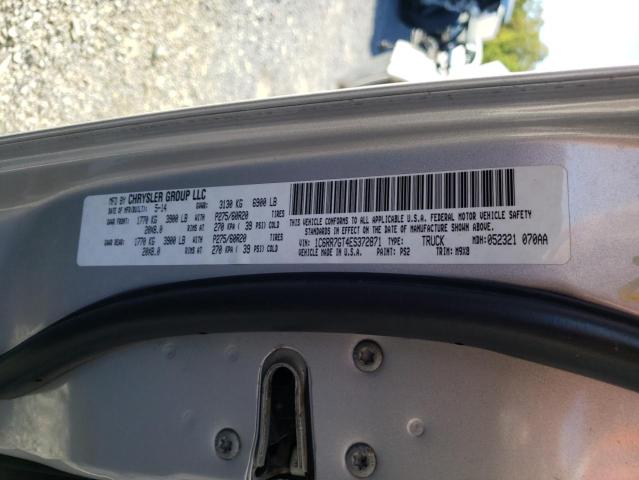 MFD BY CHRYSLER GROUP LLC
DATE OF MFR(BUILT): 5-14 GVWR: 3130 KG 6900 LB
GAWR FRONT: 1770 KG 3900 LB WITH P275/60R20 TIRES
20X8.0 RIMS AT 270 KPA ( 39 PSI) COLD
GAWR REAR: 1770 KG 3900 LB WITH P275/60R20 TIRES
20X8.0 RIMS AT 270 KPA ( 39 PSI) COLD
THIS VEHICLE CONFORMS TO ALL APPLICABLE U.S.A. FEDERAL MOTOR VEHICLE SAFETY
STANDARDS IN EFFECT ON THE DATE OF MANUFACTURE SHOWN ABOVE.
VIN: 1C6RR7GT4ES372871 TYPE: TRUCK MDH: 052321 070AA
VEHICLE MADE IN U.S.A. PAINT: PS2 TRIM: M9X8